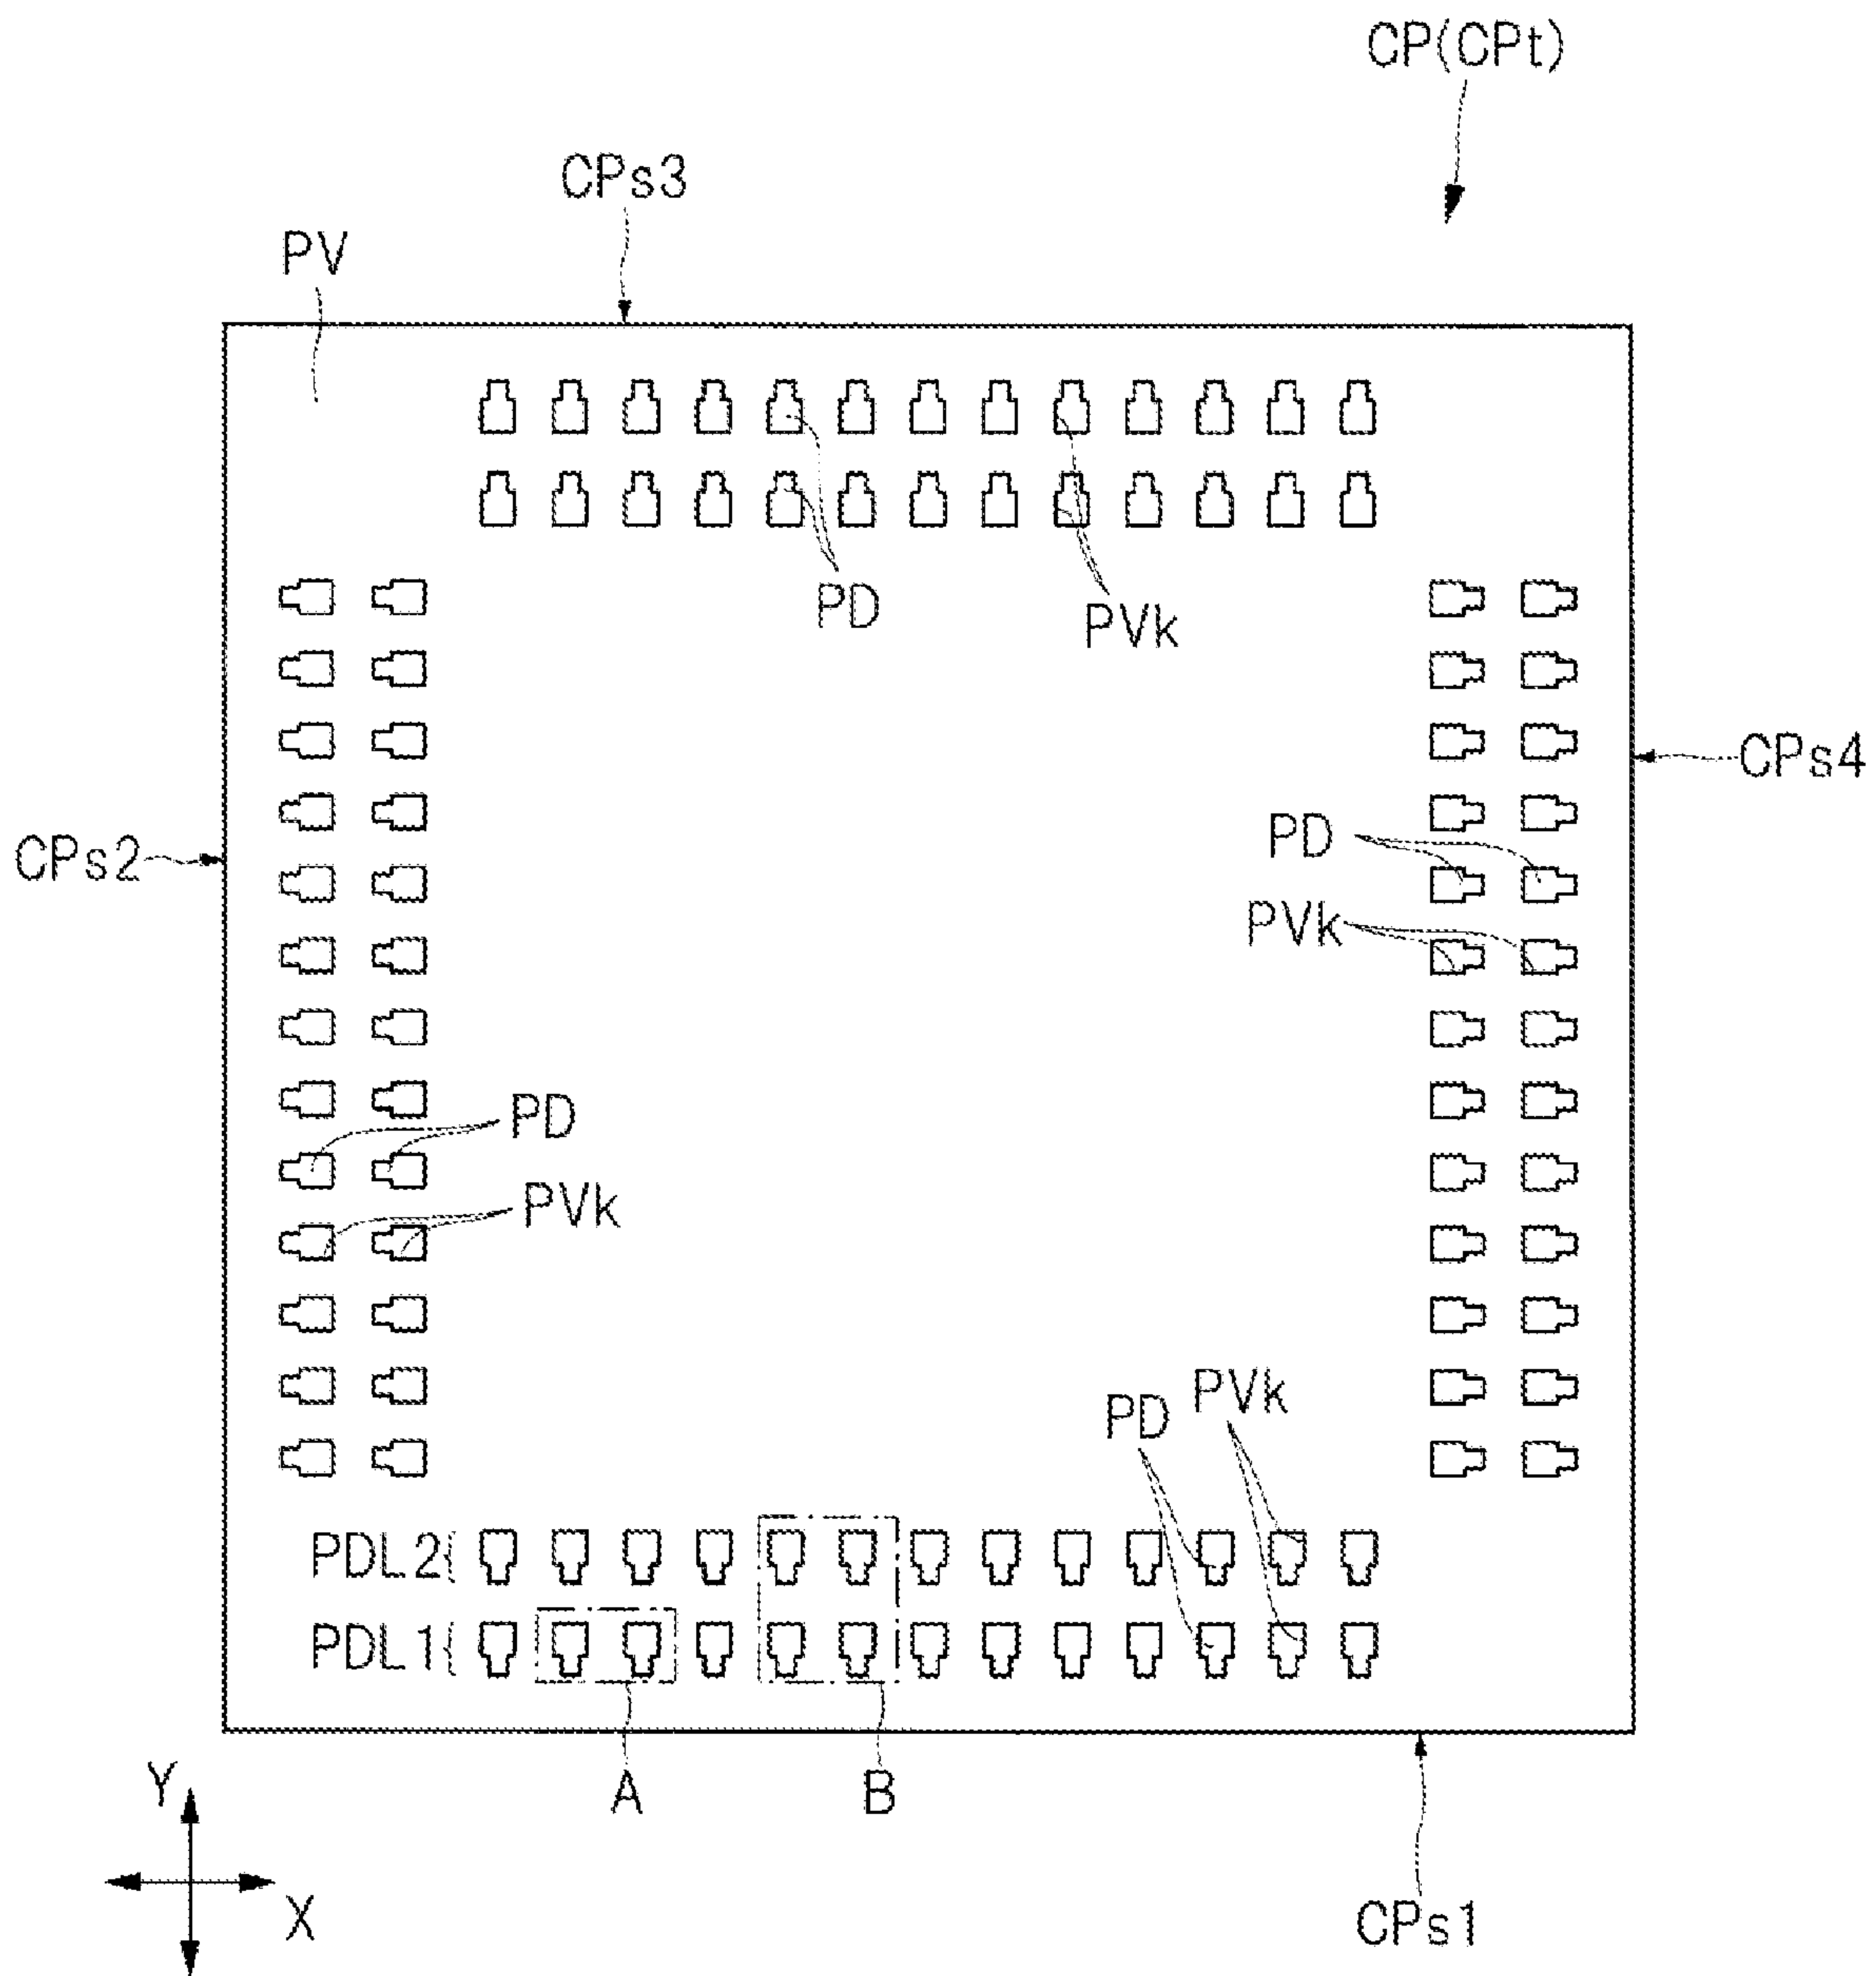 CP(CPt)
CPs3
PV
PD
PVk
CPs4
PD
CPs2
PVk
PD
PVk
PVk
PD
PDL2
PDL1
A
B
Y
X
CPs1